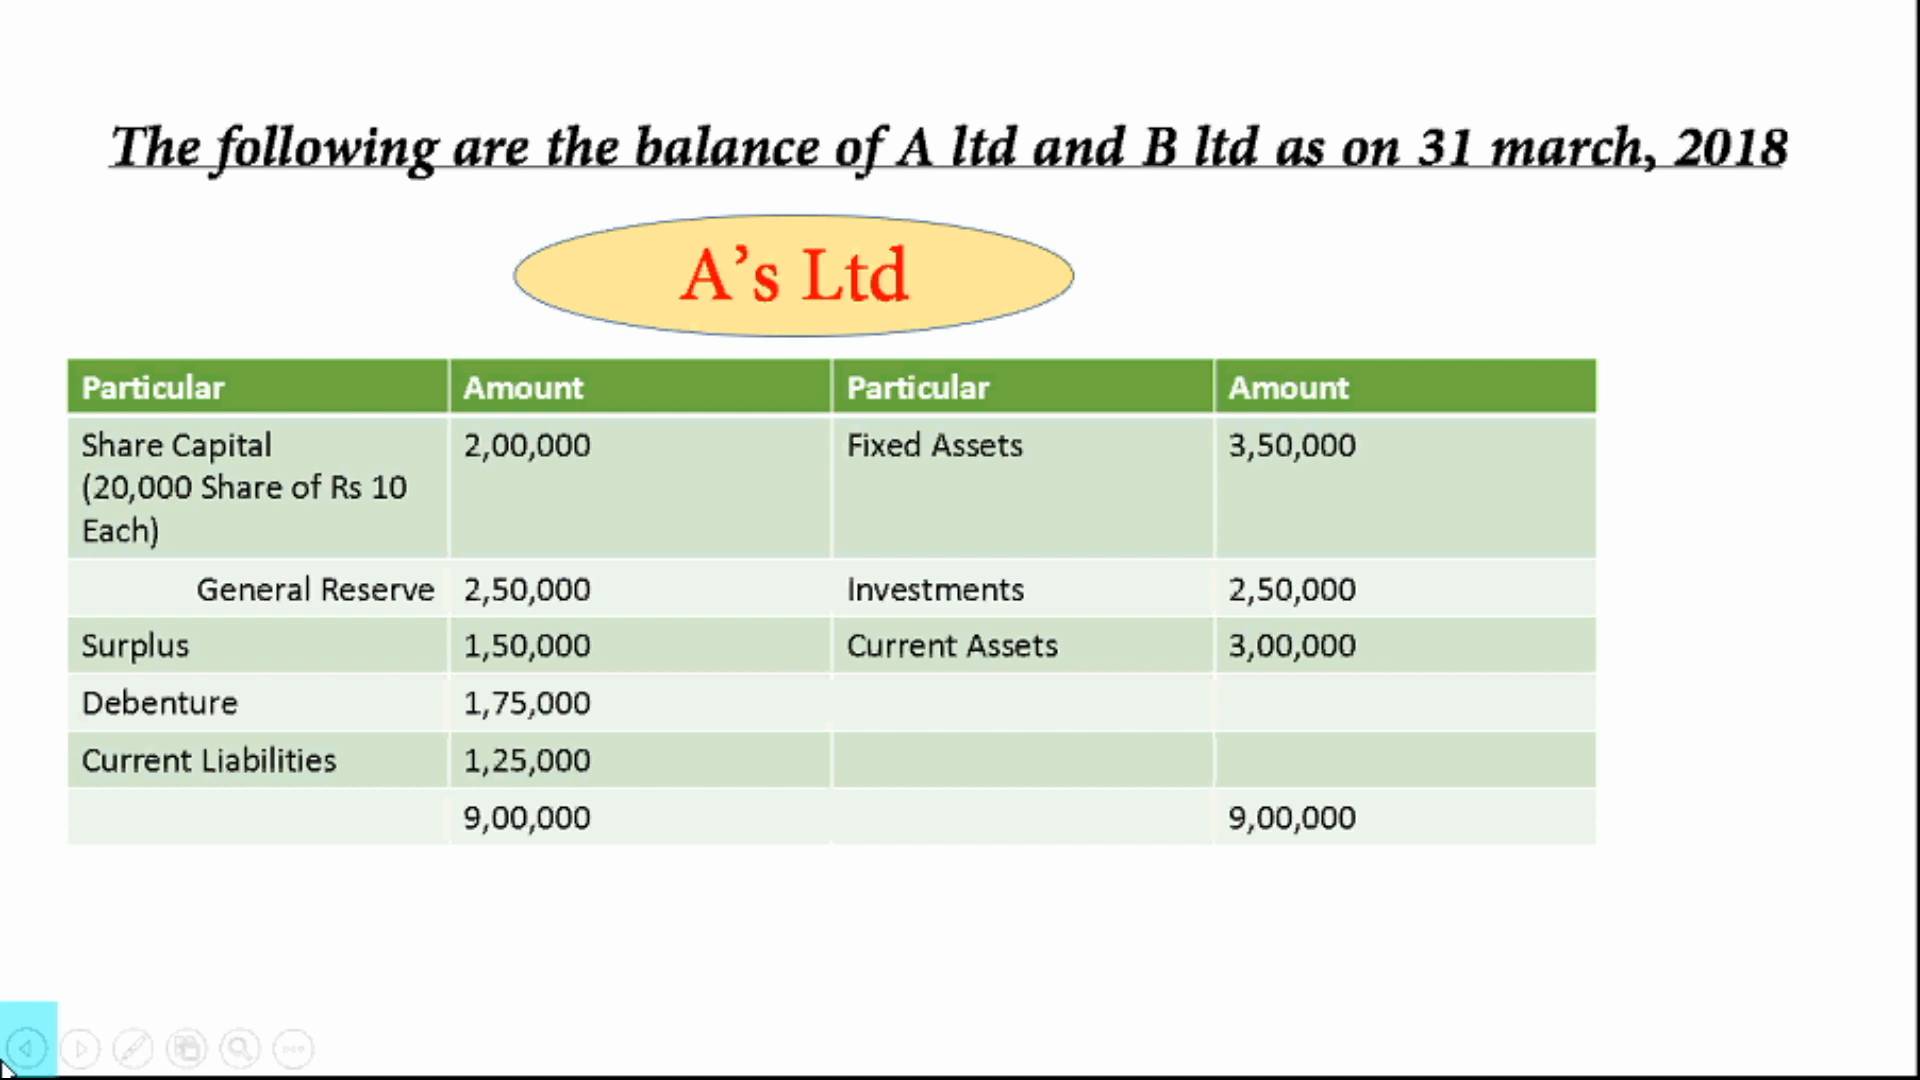 The following are the balance of A ltd and B ltd as on 31 march, 2018
A's Ltd
Particular Amount Particular Amount
Share Capital 2,00,000 Fixed Assets 3,50,000
(20,000 Share of Rs 10
Each)
General Reserve 2,50,000 Investments 2,50,000
Surplus 1,50,000 Current Assets 3,00,000
Debenture 1,75,000
Current Liabilities 1,25,000
9,00,000 9,00,000